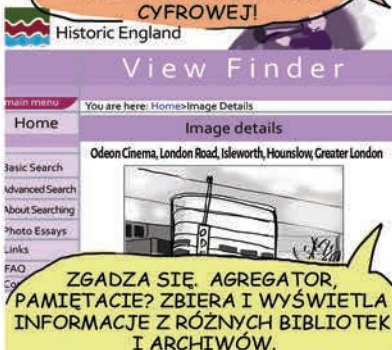 CYFROWEJ!
Historic England
View Finder
main menu
You are here: Home>Image Details
Home
Image details
Odeon Cinema, London Road, Isleworth, Hounslow, Greater London
Basic Search
Advanced Search
About Searching
Photo Essays
Links
FAQ
ZGADZA SIĘ. AGREGATOR,
PAMIĘTACIE? ZBIERA I WYŚWIETLA
INFORMACJE Z RÓŻNYCH BIBLIOTEK
I ARCHIWÓW.